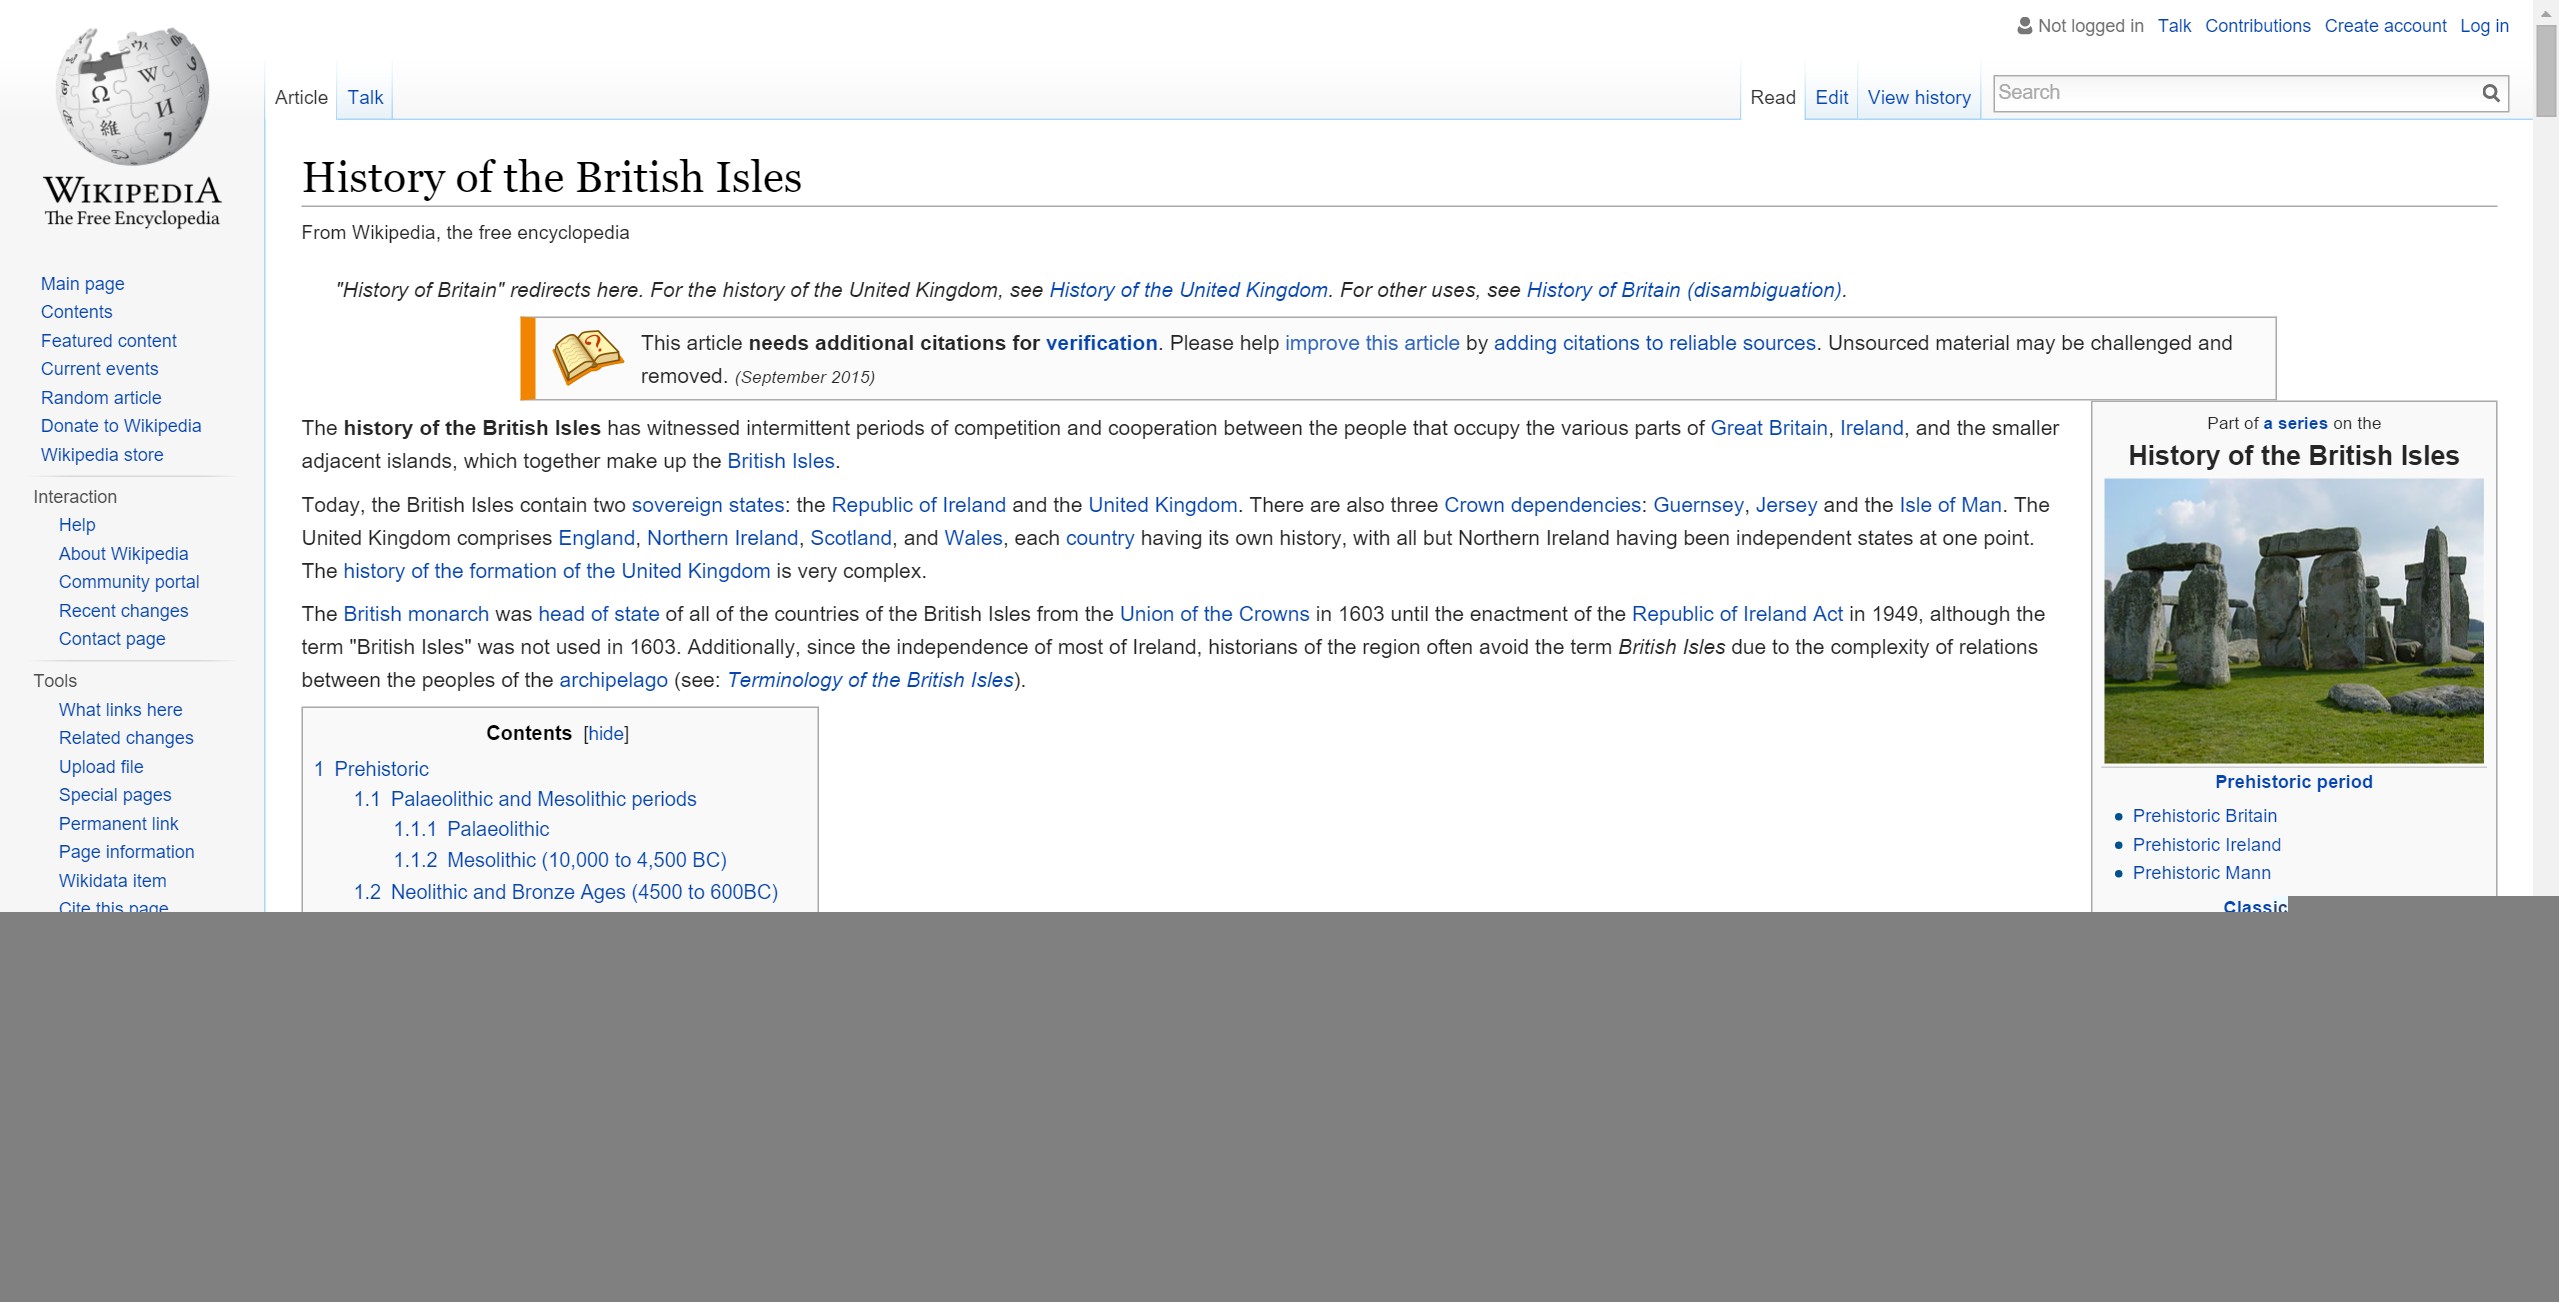 Not logged in Talk Contributions Create account Log in
Article Talk
Read Edit View history Search
WIKIPEDIA
The Free Encyclopedia
Main page
Contents
Featured content
Current events
Random article
Donate to Wikipedia
Wikipedia store
Interaction
Help
About Wikipedia
Community portal
Recent changes
Contact page
Tools
What links here
Related changes
Upload file
Special pages
Permanent link
Page information
Wikidata item
Cite this page
History of the British Isles
From Wikipedia, the free encyclopedia
"History of Britain" redirects here. For the history of the United Kingdom, see History of the United Kingdom. For other uses, see History of Britain (disambiguation).
This article needs additional citations for verification. Please help improve this article by adding citations to reliable sources. Unsourced material may be challenged and
removed. (September 2015)
The history of the British Isles has witnessed intermittent periods of competition and cooperation between the people that occupy the various parts of Great Britain, Ireland, and the smaller
adjacent islands, which together make up the British Isles.
Today, the British Isles contain two sovereign states: the Republic of Ireland and the United Kingdom. There are also three Crown dependencies: Guernsey, Jersey and the Isle of Man. The
United Kingdom comprises England, Northern Ireland, Scotland, and Wales, each country having its own history, with all but Northern Ireland having been independent states at one point.
The history of the formation of the United Kingdom is very complex.
The British monarch was head of state of all of the countries of the British Isles from the Union of the Crowns in 1603 until the enactment of the Republic of Ireland Act in 1949, although the
term "British Isles" was not used in 1603. Additionally, since the independence of most of Ireland, historians of the region often avoid the term British Isles due to the complexity of relations
between the peoples of the archipelago (see: Terminology of the British Isles).
Contents [hide]
1 Prehistoric
1.1 Palaeolithic and Mesolithic periods
1.1.1 Palaeolithic
1.1.2 Mesolithic (10,000 to 4,500 BC)
1.2 Neolithic and Bronze Ages (4500 to 600BC)
Part of a series on the
History of the British Isles
Prehistoric period
Prehistoric Britain
Prehistoric Ireland
Prehistoric Mann
Classic